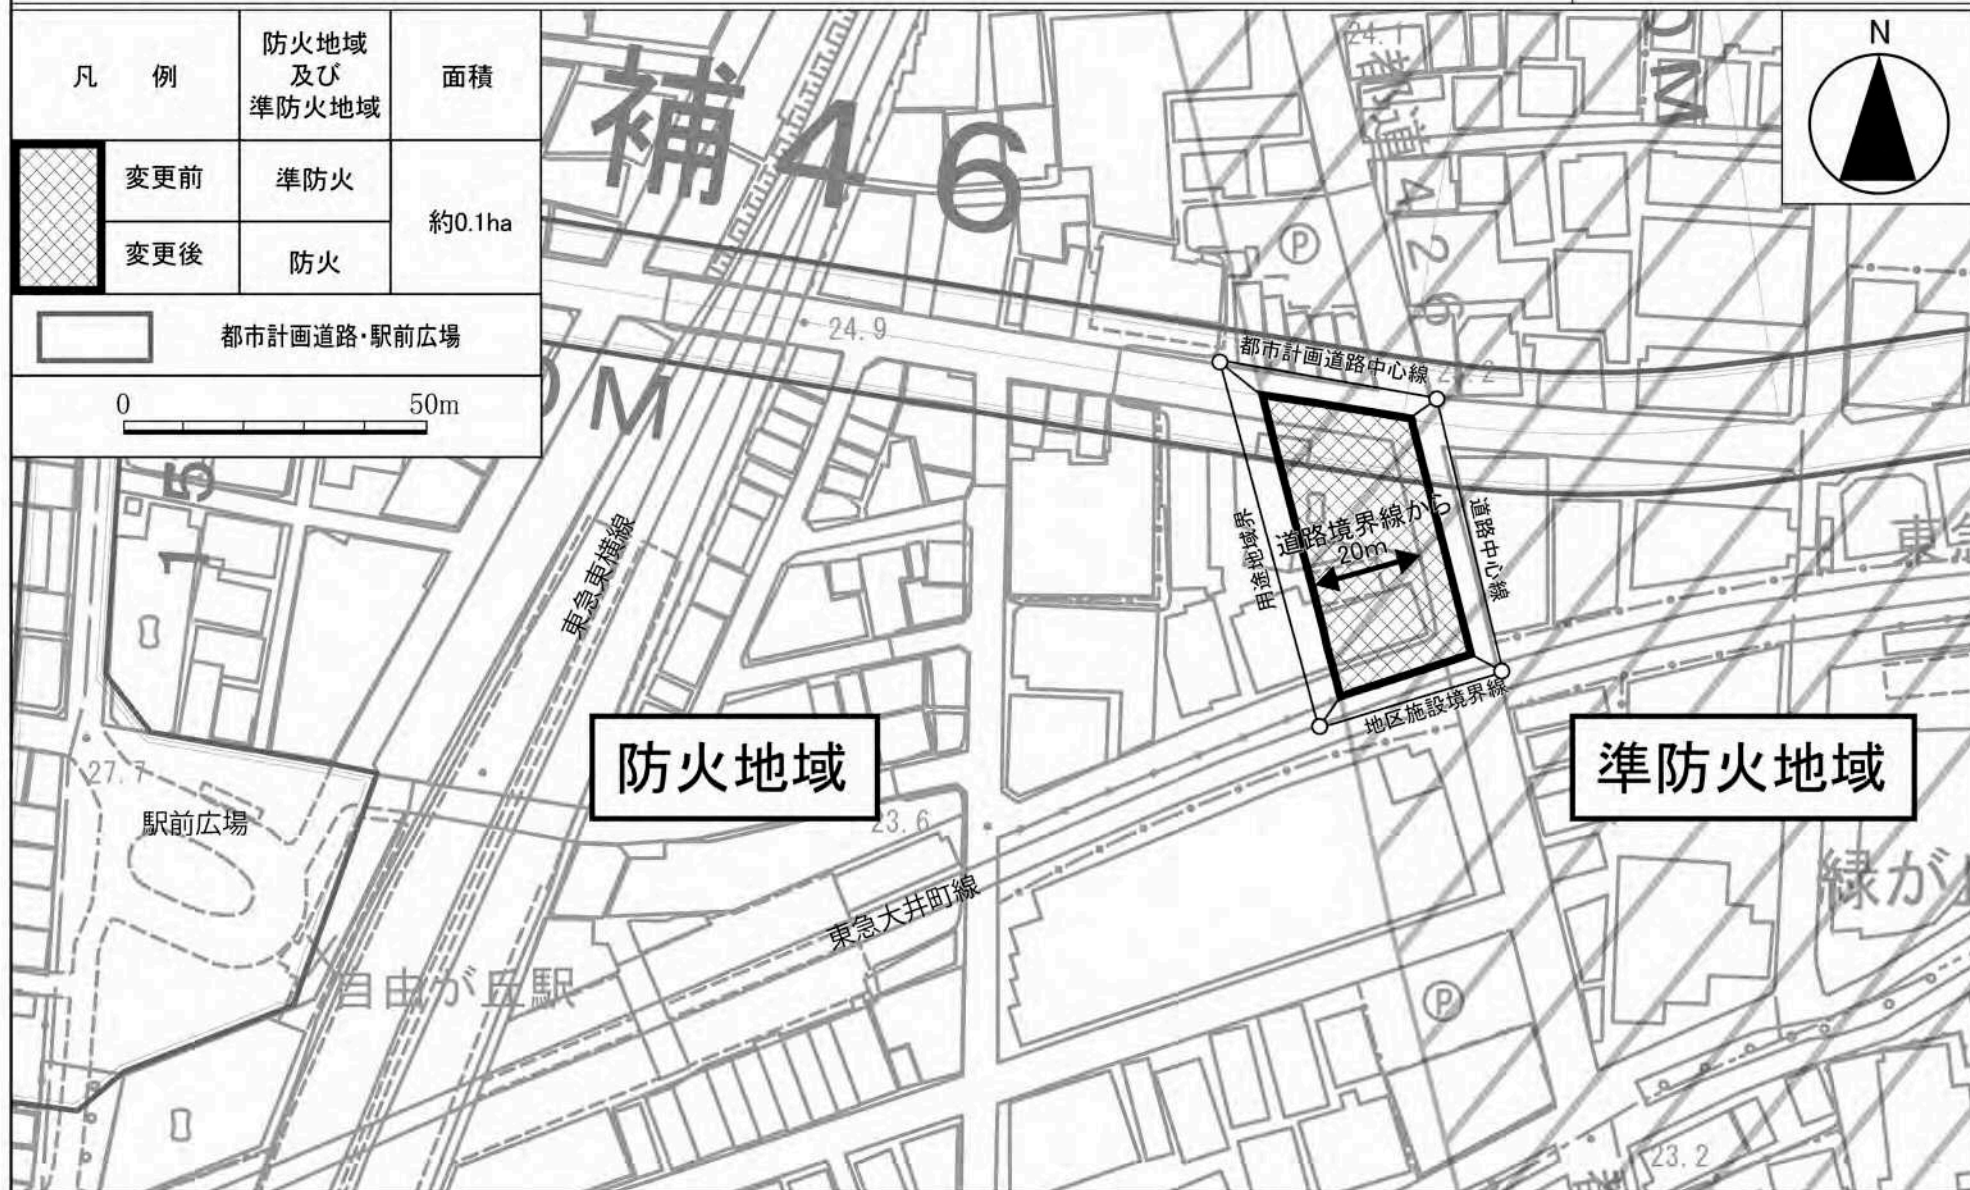 凡 例
防火地域
及び
準防火地域
面積
変更前
準防火
約0.1ha
変更後
防火
都市計画道路・駅前広場
0 50m
N
補46
24.1
都道426
24.9
都市計画道路中心線
道路境界線から
20m
用途地域界
道路中心線
地区施設境界線
東急東横線
防火地域
準防火地域
27.7
駅前広場
23.6
東急大井町線
自由が丘駅
緑が
東急
P
P
23.2